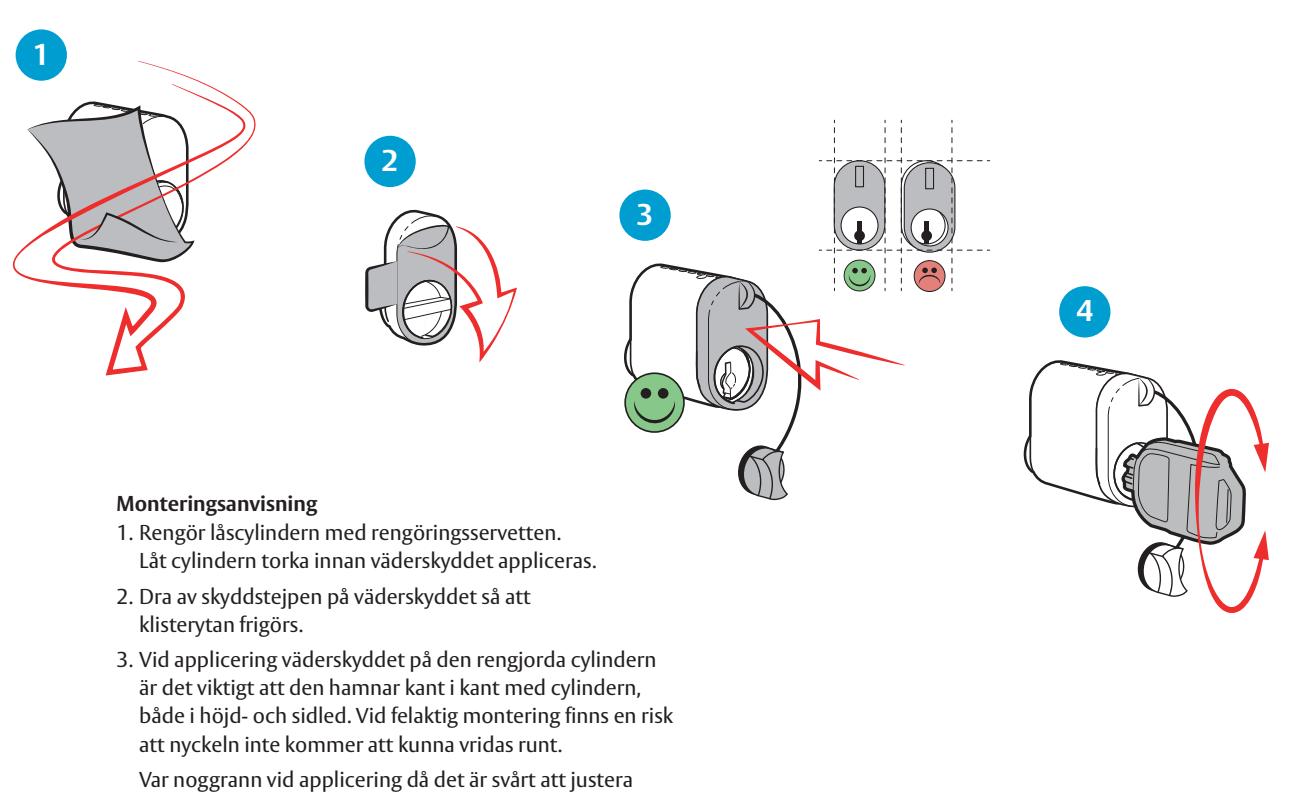 1
2
3
4
Monteringsanvisning
1. Rengör låscylindern med rengöringsservetten.
Låt cylindern torka innan väderskyddet appliceras.
2. Dra av skyddstejpen på väderskyddet så att
klisterytan frigörs.
3. Vid applicering väderskyddet på den rengjorda cylindern
är det viktigt att den hamnar kant i kant med cylindern,
både i höjd- och sidled. Vid felaktig montering finns en risk
att nyckeln inte kommer att kunna vridas runt.
Var noggrann vid applicering då det är svårt att justera